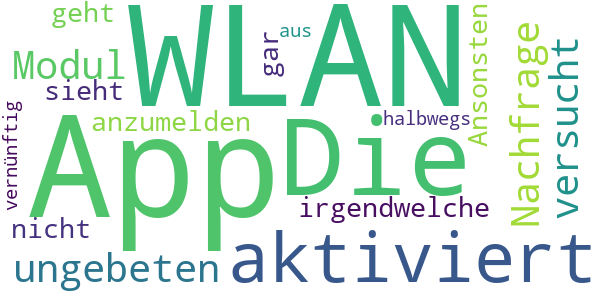 geht
WLAN
aus
gar
Ansonsten
Modul
sieht
Nachfrage
versucht
vernünftig
anzumelden
App
Die
halbwegs
irgendwelche
nicht
ungebeten
aktiviert